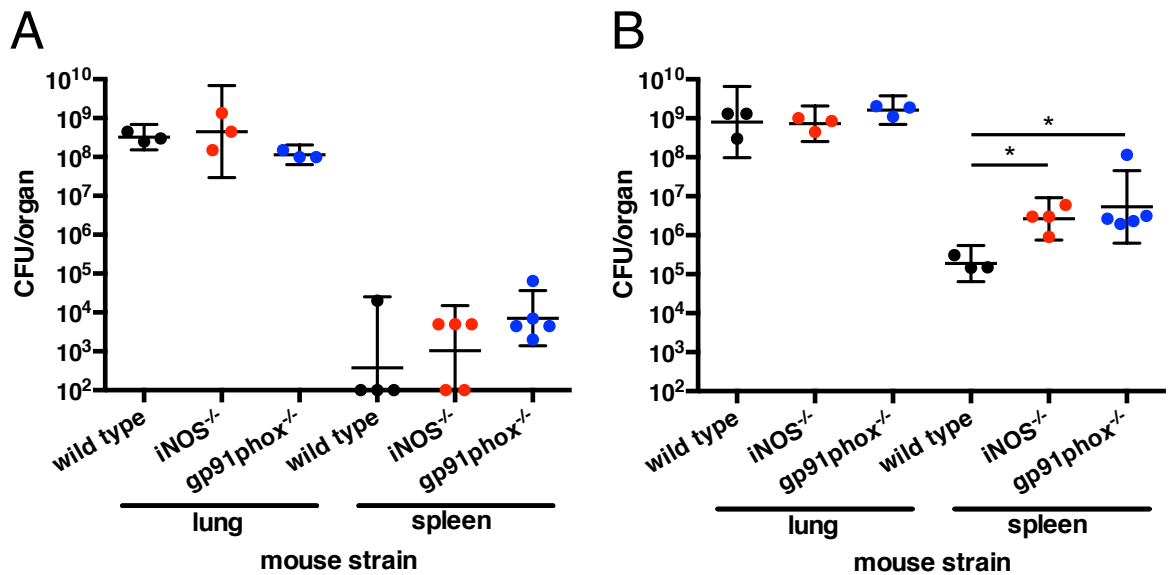 A
CFU/organ
10^10
10^9
10^8
10^7
10^6
10^5
10^4
10^3
10^2
wild type
iNOS^-/-
gp91phox^-/-
wild type
iNOS^-/-
gp91phox^-/-
lung
spleen
mouse strain
B
CFU/organ
10^10
10^9
10^8
10^7
10^6
10^5
10^4
10^3
10^2
*
*
wild type
iNOS^-/-
gp91phox^-/-
wild type
iNOS^-/-
gp91phox^-/-
lung
spleen
mouse strain